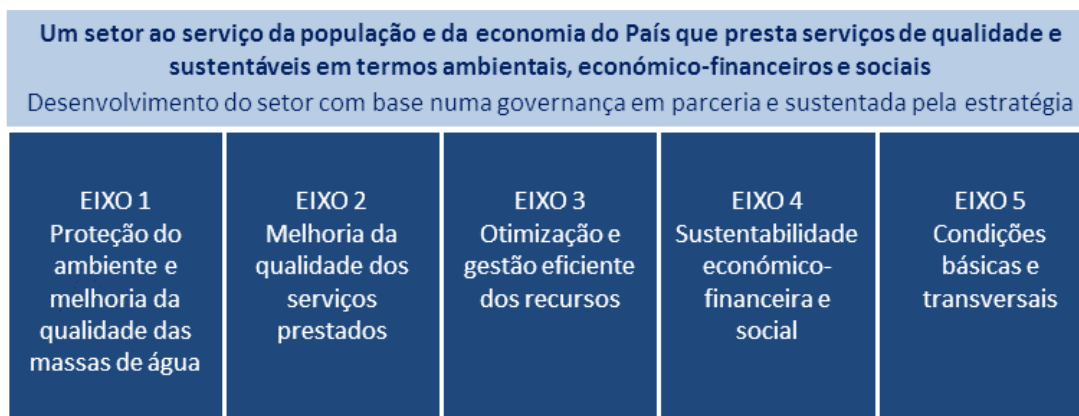 Um setor ao serviço da população e da economia do País que presta serviços de qualidade e
sustentáveis em termos ambientais, económico-financeiros e sociais
Desenvolvimento do setor com base numa governança em parceria e sustentada pela estratégia
EIXO 1
Proteção do
ambiente e
melhoria da
qualidade das
massas de água
EIXO 2
Melhoria da
qualidade dos
serviços
prestados
EIXO 3
Otimização e
gestão eficiente
dos recursos
EIXO 4
Sustentabilidade
económico-
financeira e
social
EIXO 5
Condições
básicas e
transversais